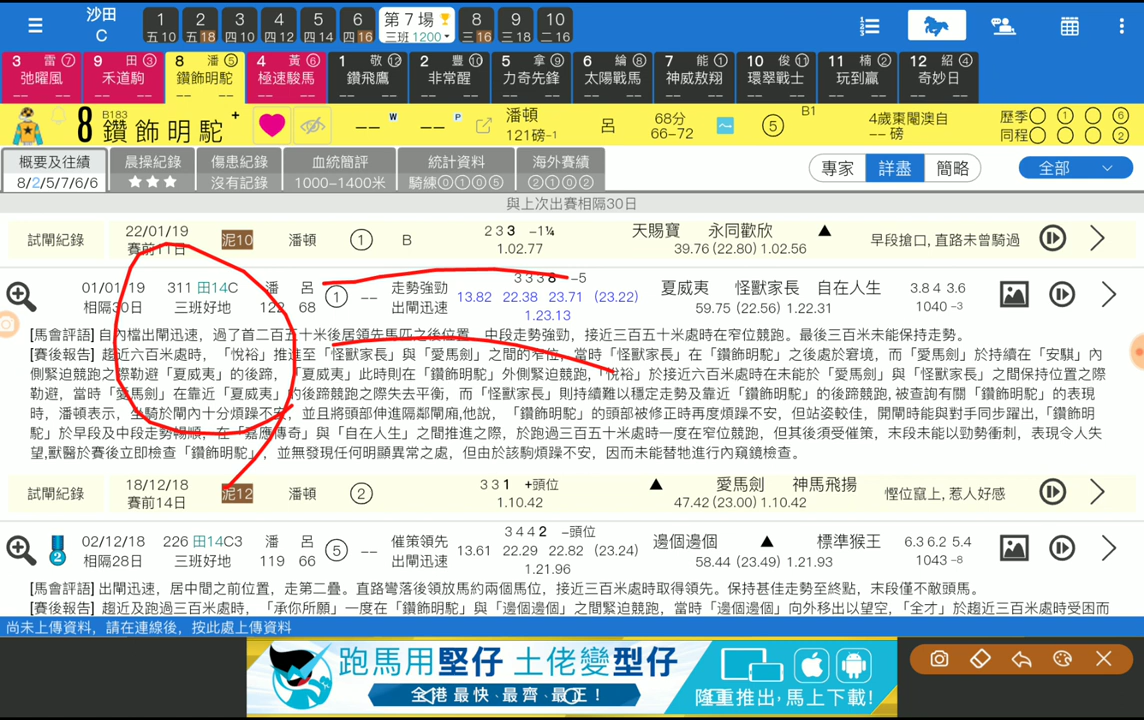 沙田 C
1 五10 2 五18 3 四10 4 四12 5 四14 6 四16 第7場 三班1200 8 三16 9 三18 10 二16
3 雷⑦ 弛曜風 -- --
9 田③ 禾道駒 -- --
8 潘⑤ 鑽飾明駝 -- --
4 黃⑥ 極速駿馬 -- --
1 敬⑫ 鑽飛鷹 -- --
2 豐⑩ 非常醒 -- --
5 拿⑨ 力奇先鋒 -- --
6 綸⑧ 太陽戰馬 -- --
7 能① 神威敖翔 -- --
10 俊⑪ 環翠戰士 -- --
11 楠② 玩到贏 -- --
12 紹④ 奇妙日 -- --
8 B183 鑽飾明駝 + -- W -- P 潘頓 121磅-1 呂 68分 66-72 ⑤ B1 4歲棗閹澳自 -- 磅
歷季 ○ ① ○ ⑥
同程 ○ ○ ○ ②
概要及往績 晨操紀錄 傷患紀錄 血統簡評 統計資料 海外賽績 專家 詳盡 簡略 全部
8/2/5/7/6/6 ★★★ 沒有記錄 1000-1400米 騎練⓪①⓪⑤ ②①⓪②
與上次出賽相隔30日
試閘紀錄 22/01/19 泥10 潘頓 ① B 2 3 3 -1¼ 天賜寶 永同歡欣 ▲ 早段搶口, 直路未曾騎過
賽前11日 1.02.77 39.76 (22.80) 1.02.56
01/01/19 311 田14C 潘 呂 ① -- 走勢強勁 3 3 3 8 -5 夏威夷 怪獸家長 自在人生 3.8 4 3.6
相隔30日 三班好地 122 68 出閘迅速 13.82 22.38 23.71 (23.22) 59.75 (22.56) 1.22.31 1040 -3
1.23.13
[馬會評語] 自內檔出閘迅速，過了首二百五十米後居領先馬匹之後位置。中段走勢強勁，接近三百五十米處時在窄位競跑。最後三百米未能保持走勢。
[賽後報告] 趨近六百米處時，「悅裕」推進至「怪獸家長」與「愛馬劍」之間的窄位，當時「怪獸家長」在「鑽飾明駝」之後處於窘境，而「愛馬劍」於持續在「安騏」內
側緊迫競跑之際勒避「夏威夷」的後蹄，「夏威夷」此時則在「鑽飾明駝」外側緊迫競跑，「悅裕」於接近六百米處時在未能於「愛馬劍」與「怪獸家長」之間保持位置之際
勒避，當時「愛馬劍」在靠近「夏威夷」的後蹄競跑之際失去平衡，而「怪獸家長」則持續難以穩定走勢及靠近「鑽飾明駝」的後蹄競跑,被查詢有關「鑽飾明駝」的表現
時，潘頓表示，坐騎於閘內十分煩躁不安，並且將頭部伸進隔鄰閘廂,他說，「鑽飾明駝」的頭部被修正時再度煩躁不安，但站姿較佳，開閘時能與對手同步躍出,「鑽飾明
駝」於早段及中段走勢暢順，在「嘉應傳奇」與「自在人生」之間推進之際，於跑過三百五十米處時一度在窄位競跑，但其後須受催策，末段未能以勁勢衝刺，表現令人失
望,獸醫於賽後立即檢查「鑽飾明駝」，並無發現任何明顯異常之處，但由於該駒煩躁不安，因而未能替牠進行內窺鏡檢查。
試閘紀錄 18/12/18 泥12 潘頓 ② 3 3 1 +頭位 ▲ 愛馬劍 神馬飛揚 慳位竄上, 惹人好感
賽前14日 1.10.42 47.42 (23.00) 1.10.42
02/12/18 226 田14C3 潘 呂 ⑤ -- 催策領先 3 4 4 2 -頭位 邊個邊個 ▲ 標準猴王 6.3 6.2 5.4
2 相隔28日 三班好地 119 66 出閘迅速 13.61 22.29 22.82 (23.24) 58.44 (23.49) 1.21.93 1043 -8
1.21.96
[馬會評語] 出閘迅速，居中間之前位置，走第二疊。直路彎落後領放馬約兩個馬位，接近三百米處時取得領先。保持甚佳走勢至終點，末段僅不敵頭馬。
[賽後報告] 趨近及跑過三百米處時，「承你所願」一度在「鑽飾明駝」與「邊個邊個」之間緊迫競跑，當時「邊個邊個」向外移出以望空，「全才」於趨近三百米處時受困而
尚未上傳資料，請在連線後，按此處上傳資料
跑馬用堅仔 土佬變型仔
全港最快、最齊、最正！
隆重推出，馬上下載！